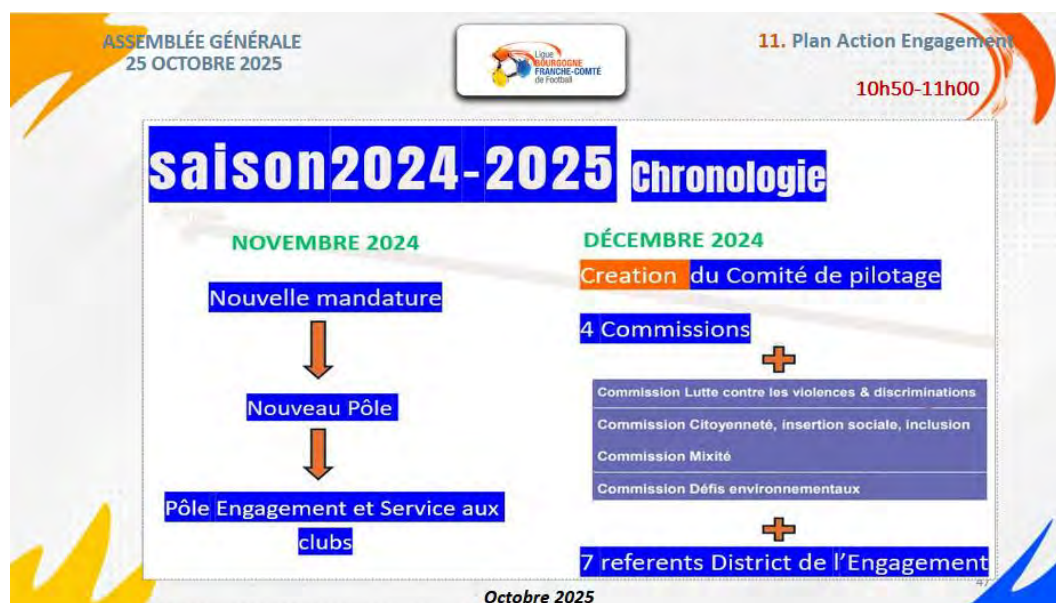 ASSEMBLÉE GÉNÉRALE
25 OCTOBRE 2025
Ligue
BOURGOGNE
FRANCHE-COMTÉ
de Football
11. Plan Action Engagement
10h50-11h00
saison2024-2025 Chronologie
NOVEMBRE 2024
Nouvelle mandature
Nouveau Pôle
Pôle Engagement et Service aux
clubs
DÉCEMBRE 2024
Creation du Comité de pilotage
4 Commissions
Commission Lutte contre les violences & discriminations
Commission Citoyenneté, insertion sociale, inclusion
Commission Mixité
Commission Défis environnementaux
7 referents District de l'Engagement
47
Octobre 2025